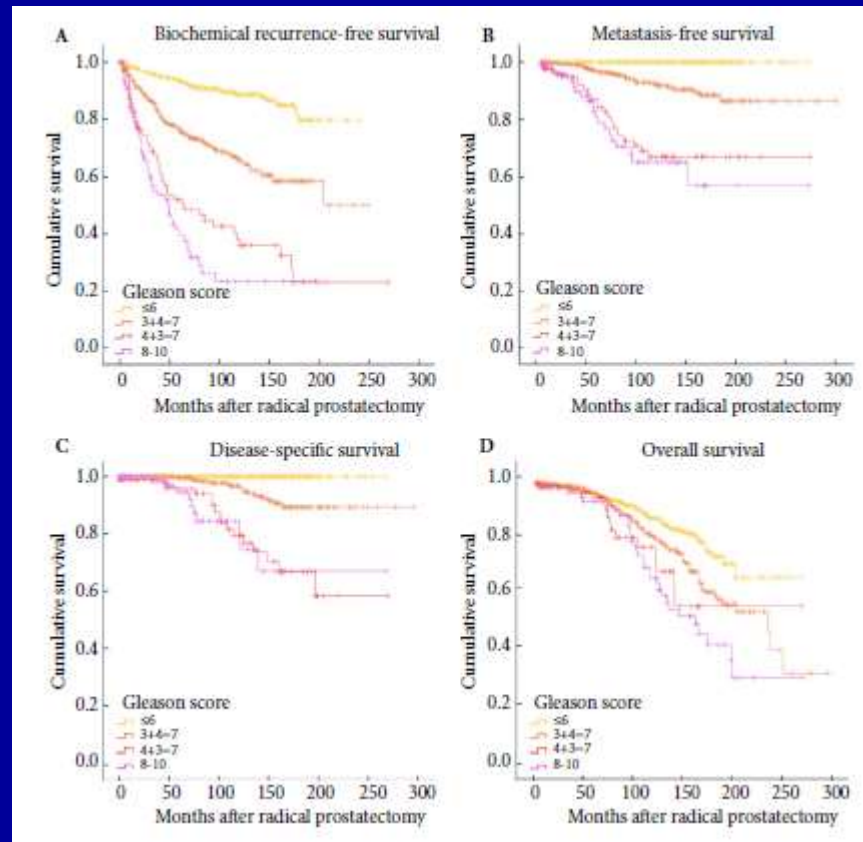 A Biochemical recurrence-free survival
Cumulative survival
1.0
0.8
0.6
0.4
0.2
0.0
Gleason score
≤6
3+4=7
4+3=7
8-10
0 50 100 150 200 250 300
Months after radical prostatectomy
B Metastasis-free survival
Cumulative survival
1.0
0.8
0.6
0.4
0.2
0.0
Gleason score
≤6
3+4=7
4+3=7
8-10
0 50 100 150 200 250 300
Months after radical prostatectomy
C Disease-specific survival
Cumulative survival
1.0
0.8
0.6
0.4
0.2
0.0
Gleason score
≤6
3+4=7
4+3=7
8-10
0 50 100 150 200 250 300
Months after radical prostatectomy
D Overall survival
Cumulative survival
1.0
0.8
0.6
0.4
0.2
0.0
Gleason score
≤6
3+4=7
4+3=7
8-10
0 50 100 150 200 250 300
Months after radical prostatectomy